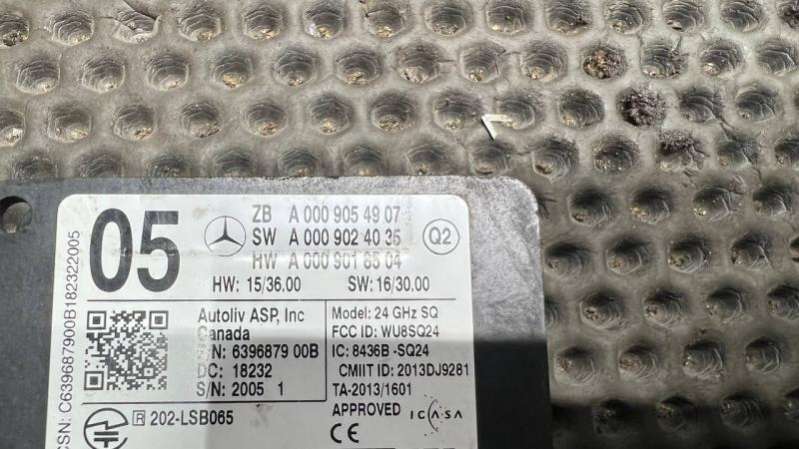 05
ZB A 000 905 49 07
SW A 000 902 40 35
HW A 000 901 65 04
Q2
HW: 15/36.00 SW: 16/30.00
Autoliv ASP, Inc
Canada
P/N: 6396879 00B
DC: 18232
S/N: 2005 1
Model: 24 GHz SQ
FCC ID: WU8SQ24
IC: 8436B-SQ24
CMIIT ID: 2013DJ9281
TA-2013/1601
APPROVED ICASA
R 202-LSB065
CE
CSN: C639687900B182322005